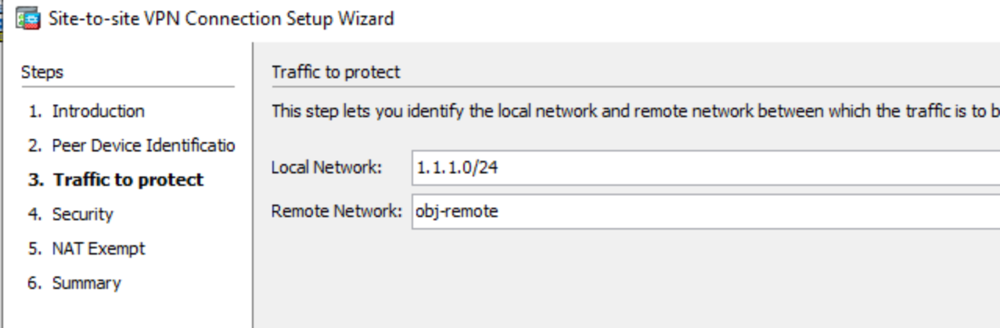 Site-to-site VPN Connection Setup Wizard
Steps
1. Introduction
2. Peer Device Identificatio
3. Traffic to protect
4. Security
5. NAT Exempt
6. Summary
Traffic to protect
This step lets you identify the local network and remote network between which the traffic is to b
Local Network: 1.1.1.0/24
Remote Network: obj-remote